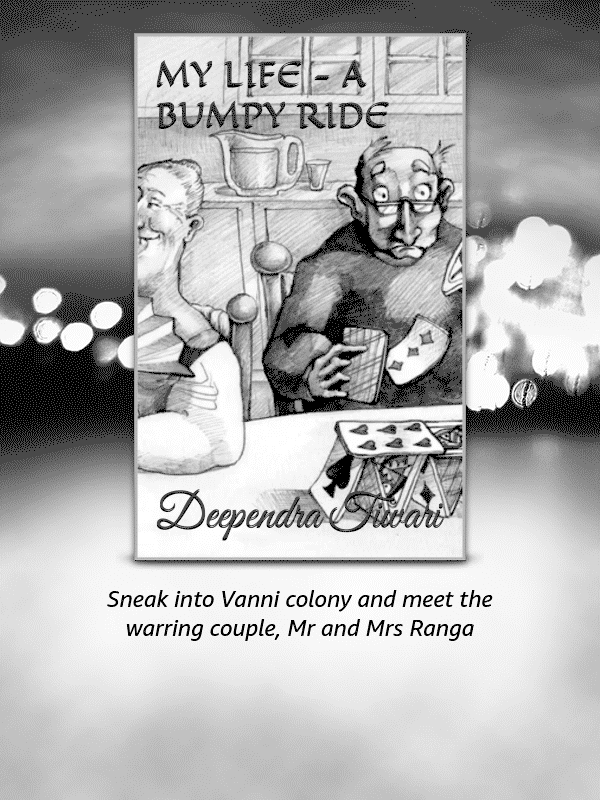 MY LIFE - A
BUMPY RIDE
Deependra Tiwari
Sneak into Vanni colony and meet the
warring couple, Mr and Mrs Ranga